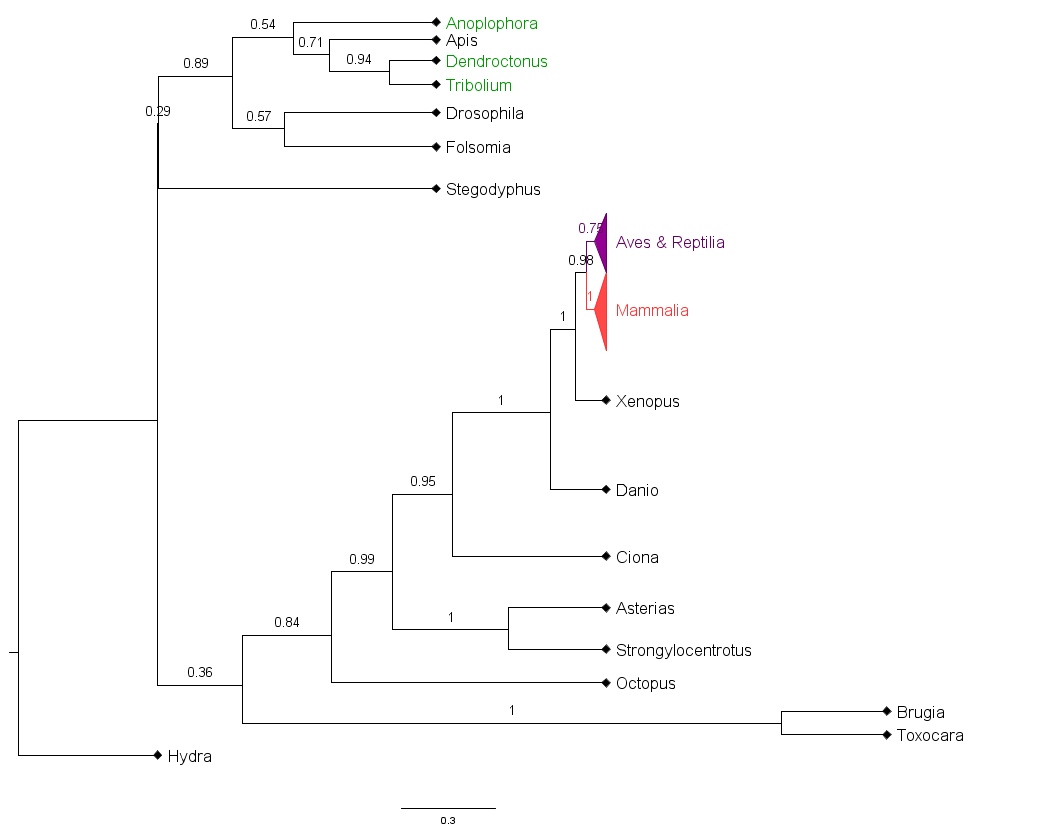 0.54
Anoplophora
0.71
Apis
0.94
Dendroctonus
0.89
Tribolium
0.29
0.57
Drosophila
Folsomia
Stegodyphus
0.75
Aves & Reptilia
0.98
1
Mammalia
1
Xenopus
1
0.95
Danio
0.99
Ciona
1
Asterias
0.84
Strongylocentrotus
0.36
Octopus
1
Brugia
Toxocara
Hydra
0.3